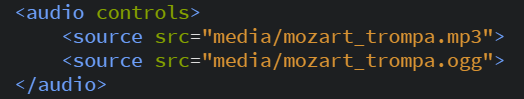 <audio controls>
    <source src="media/mozart_trompa.mp3">
    <source src="media/mozart_trompa.ogg">
</audio>